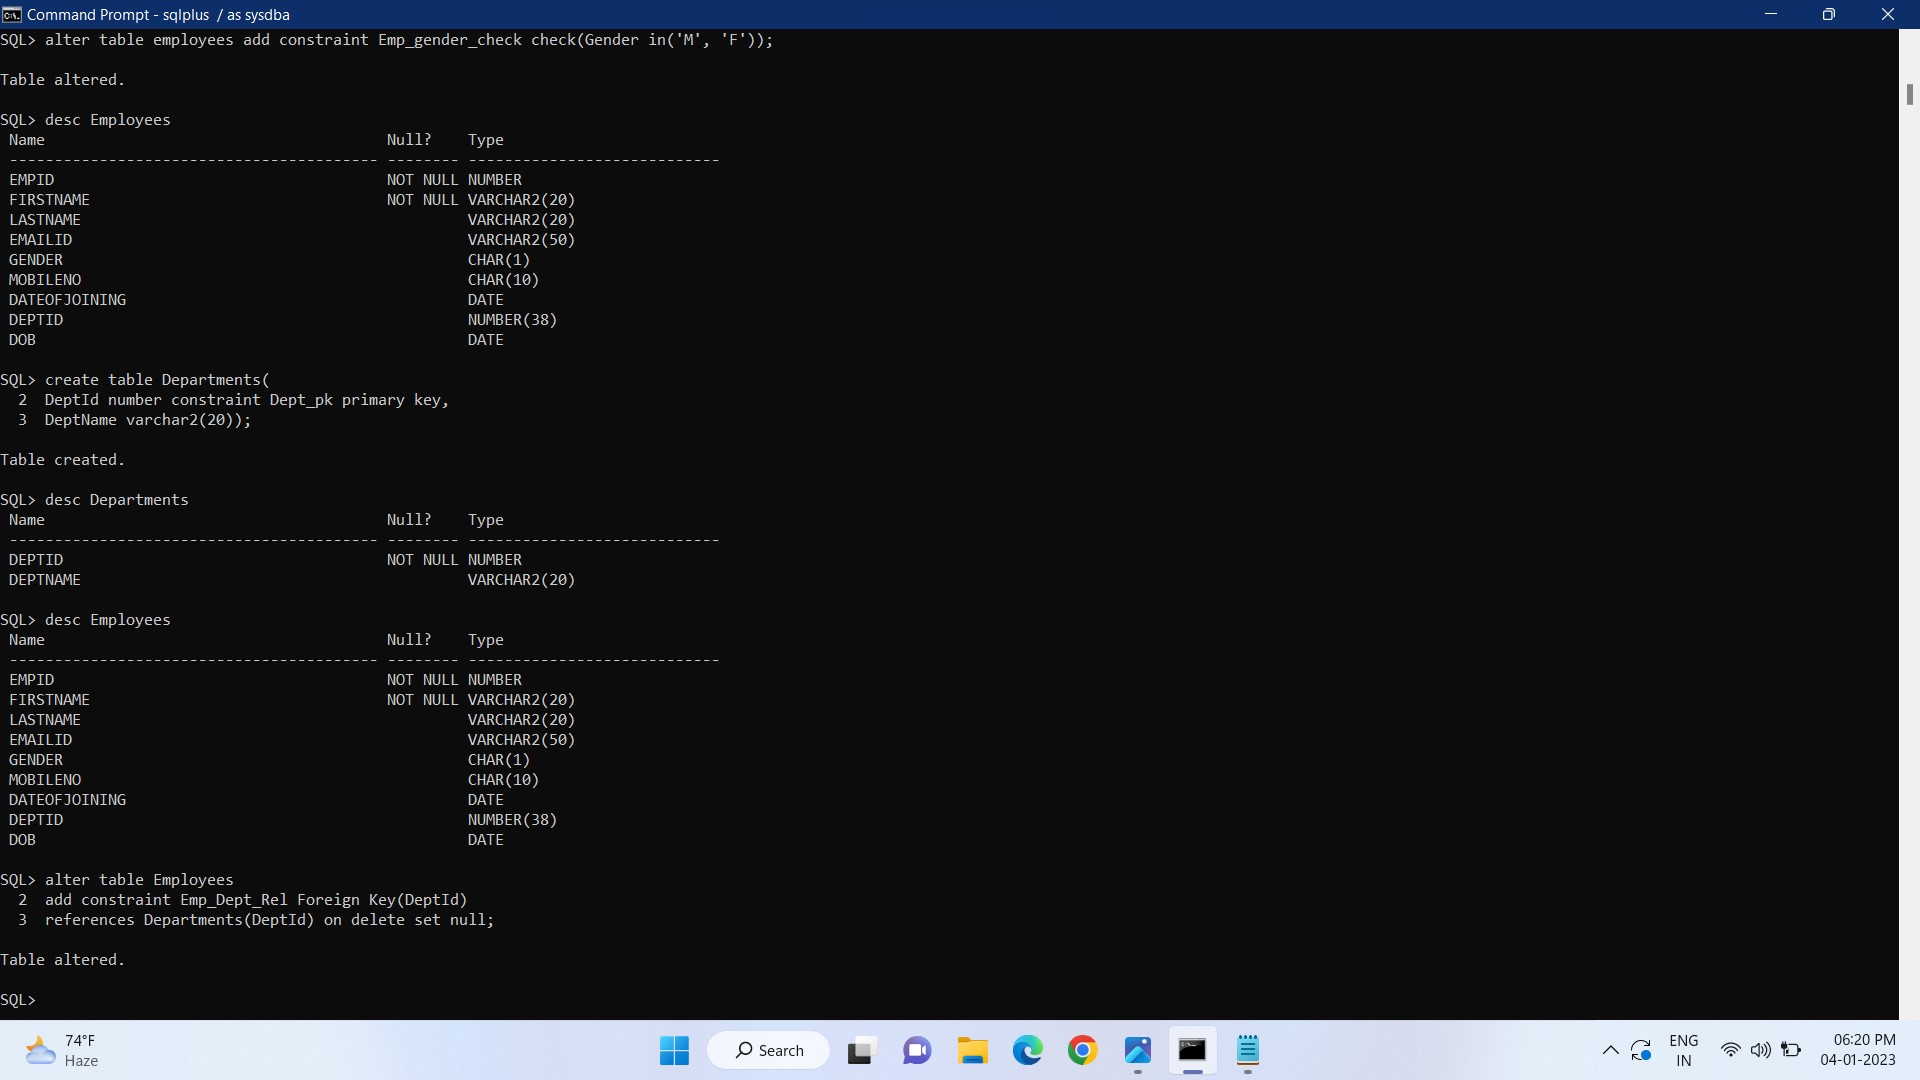 Command Prompt - sqlplus / as sysdba
SQL> alter table employees add constraint Emp_gender_check check(Gender in('M', 'F'));
Table altered.
SQL> desc Employees
Name Null? Type
----------------------------------------- -------- ----------------------------
EMPID NOT NULL NUMBER
FIRSTNAME NOT NULL VARCHAR2(20)
LASTNAME VARCHAR2(20)
EMAILID VARCHAR2(50)
GENDER CHAR(1)
MOBILENO CHAR(10)
DATEOFJOINING DATE
DEPTID NUMBER(38)
DOB DATE
SQL> create table Departments(
2 DeptId number constraint Dept_pk primary key,
3 DeptName varchar2(20));
Table created.
SQL> desc Departments
Name Null? Type
----------------------------------------- -------- ----------------------------
DEPTID NOT NULL NUMBER
DEPTNAME VARCHAR2(20)
SQL> desc Employees
Name Null? Type
----------------------------------------- -------- ----------------------------
EMPID NOT NULL NUMBER
FIRSTNAME NOT NULL VARCHAR2(20)
LASTNAME VARCHAR2(20)
EMAILID VARCHAR2(50)
GENDER CHAR(1)
MOBILENO CHAR(10)
DATEOFJOINING DATE
DEPTID NUMBER(38)
DOB DATE
SQL> alter table Employees
2 add constraint Emp_Dept_Rel Foreign Key(DeptId)
3 references Departments(DeptId) on delete set null;
Table altered.
SQL>
74°F
Haze
Search
ENG
IN
06:20 PM
04-01-2023